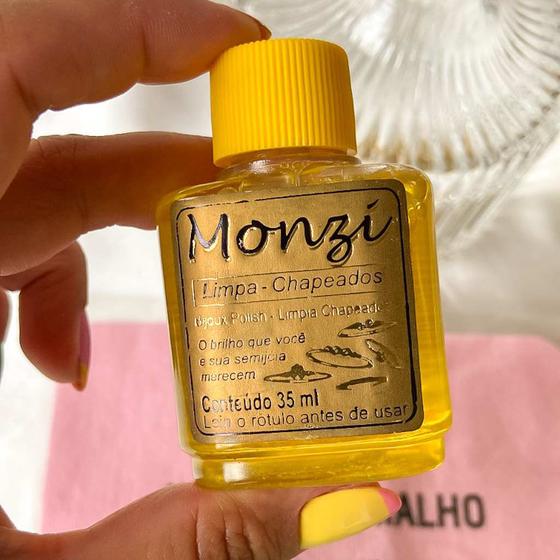 Monzi
Limpa - Chapeados
Bijoux Polish - Limpia Chapeados
O brilho que você
e sua semijoia
merecem
Conteúdo 35 ml
Leia o rótulo antes de usar
ALHO